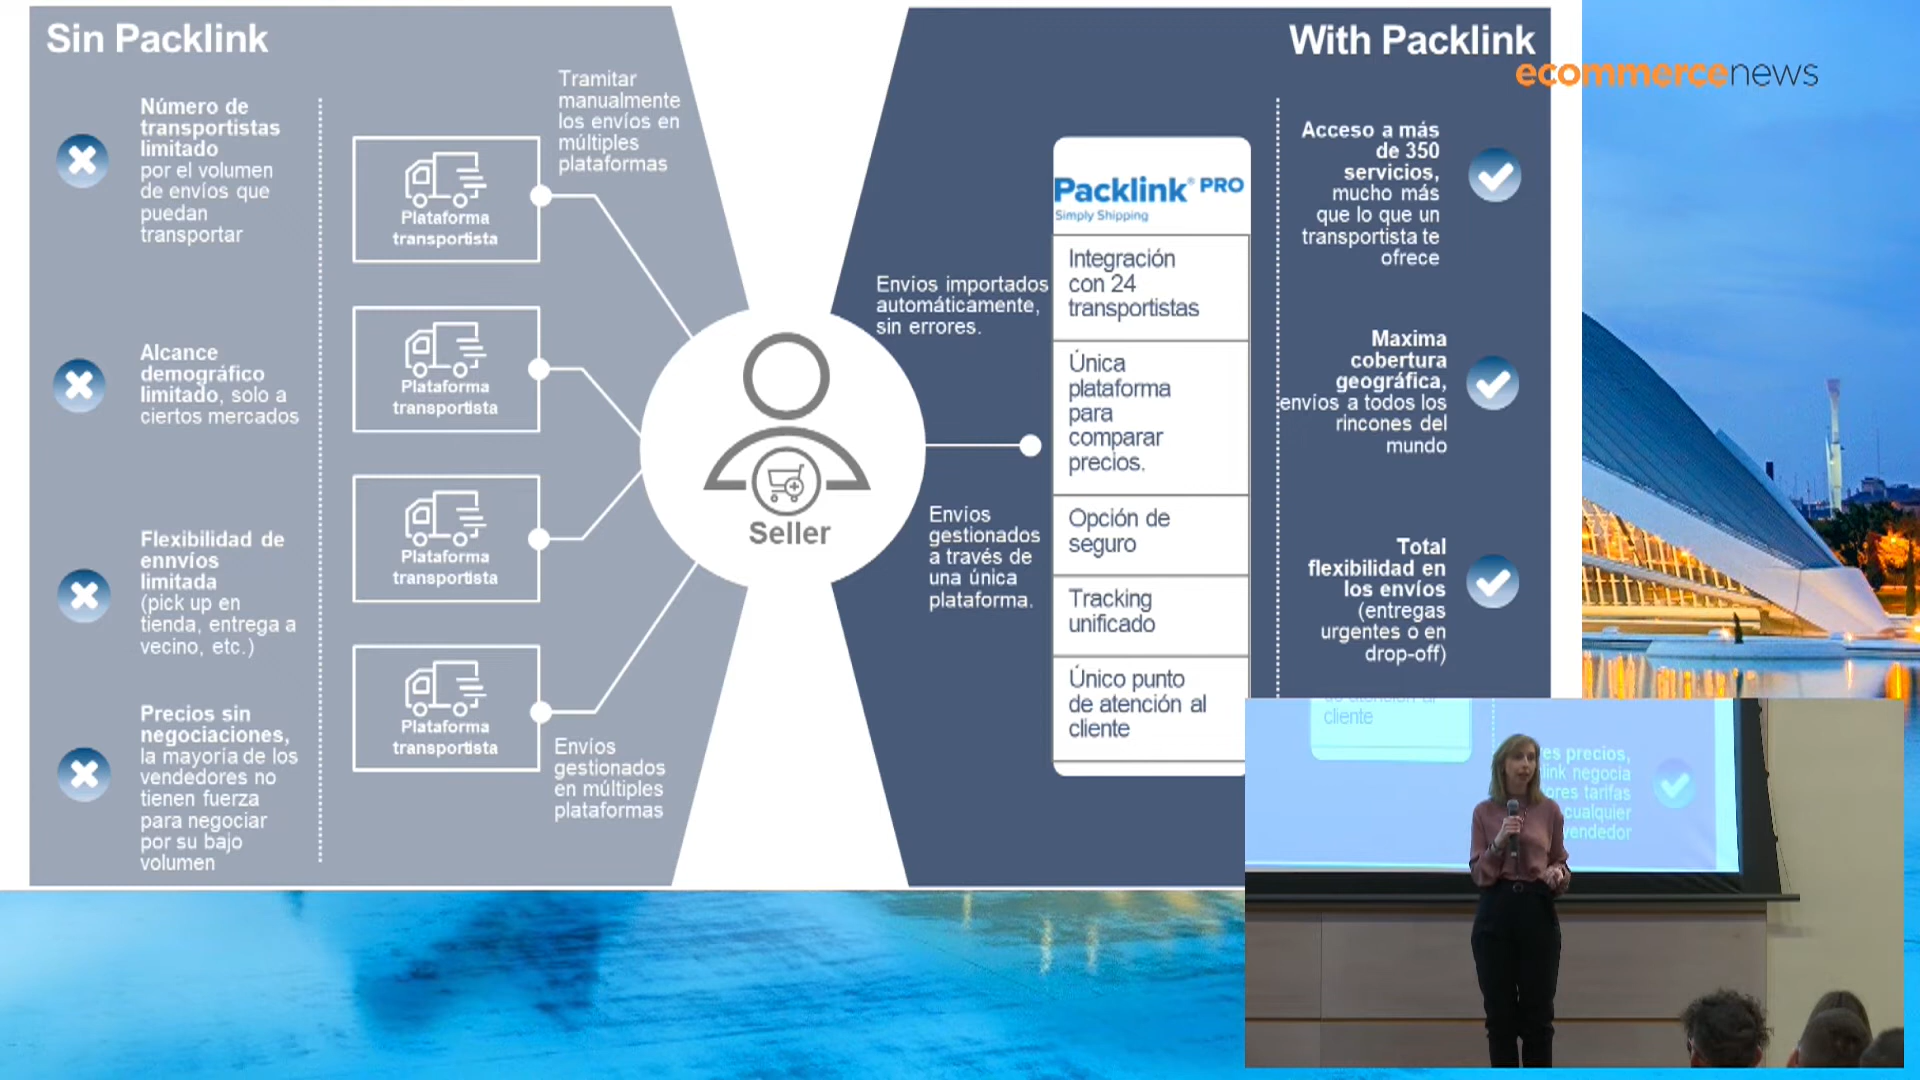 Sin Packlink
Número de
transportistas
limitado
por el volumen
de envíos que
puedan
transportar
Alcance
demográfico
limitado, solo a
ciertos mercados
Flexibilidad de
ennvíos
limitada
(pick up en
tienda, entrega a
vecino, etc.)
Precios sin
negociaciones,
la mayoría de los
vendedores no
tienen fuerza
para negociar
por su bajo
volumen
Plataforma
transportista
Plataforma
transportista
Plataforma
transportista
Plataforma
transportista
Tramitar
manualmente
los envíos en
múltiples
plataformas
Envíos
gestionados
en múltiples
plataformas
Seller
With Packlink
ecommercenews
Envios importados
automáticamente,
sin errores.
Envíos
gestionados
a través de
una única
plataforma.
Packlink® PRO
Simply Shipping
Integración
con 24
transportistas
Única
plataforma
para
comparar
precios.
Opción de
seguro
Tracking
unificado
Único punto
de atención al
cliente
Acceso a más
de 350
servicios,
mucho más
que lo que un
transportista te
ofrece
Maxima
cobertura
geográfica,
envíos a todos los
rincones del
mundo
Total
flexibilidad en
los envíos
(entregas
urgentes o en
drop-off)
cliente
precios,
negocia
tarifas
cualquier
vendedor